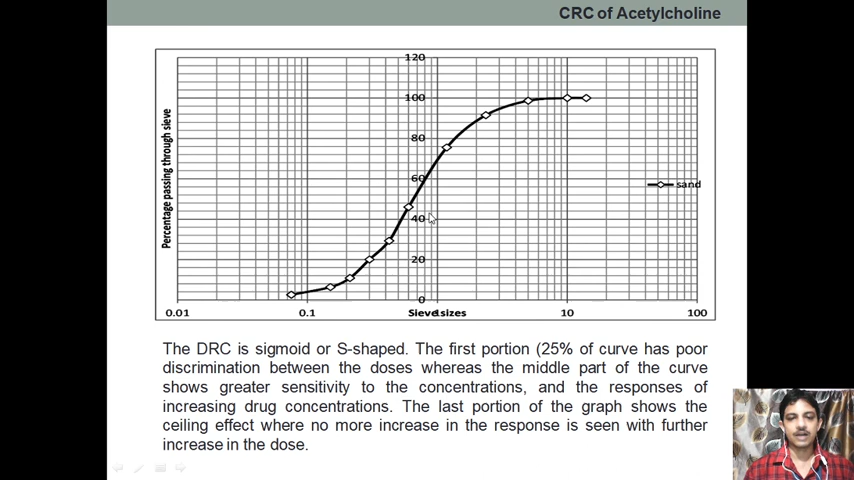 CRC of Acetylcholine
120
100
80
60
40
20
0
Percentage passing through sieve
sand
0.01
0.1
1
10
100
Sieve sizes
The DRC is sigmoid or S-shaped. The first portion (25% of curve has poor
discrimination between the doses whereas the middle part of the curve
shows greater sensitivity to the concentrations, and the responses of
increasing drug concentrations. The last portion of the graph shows the
ceiling effect where no more increase in the response is seen with further
increase in the dose.